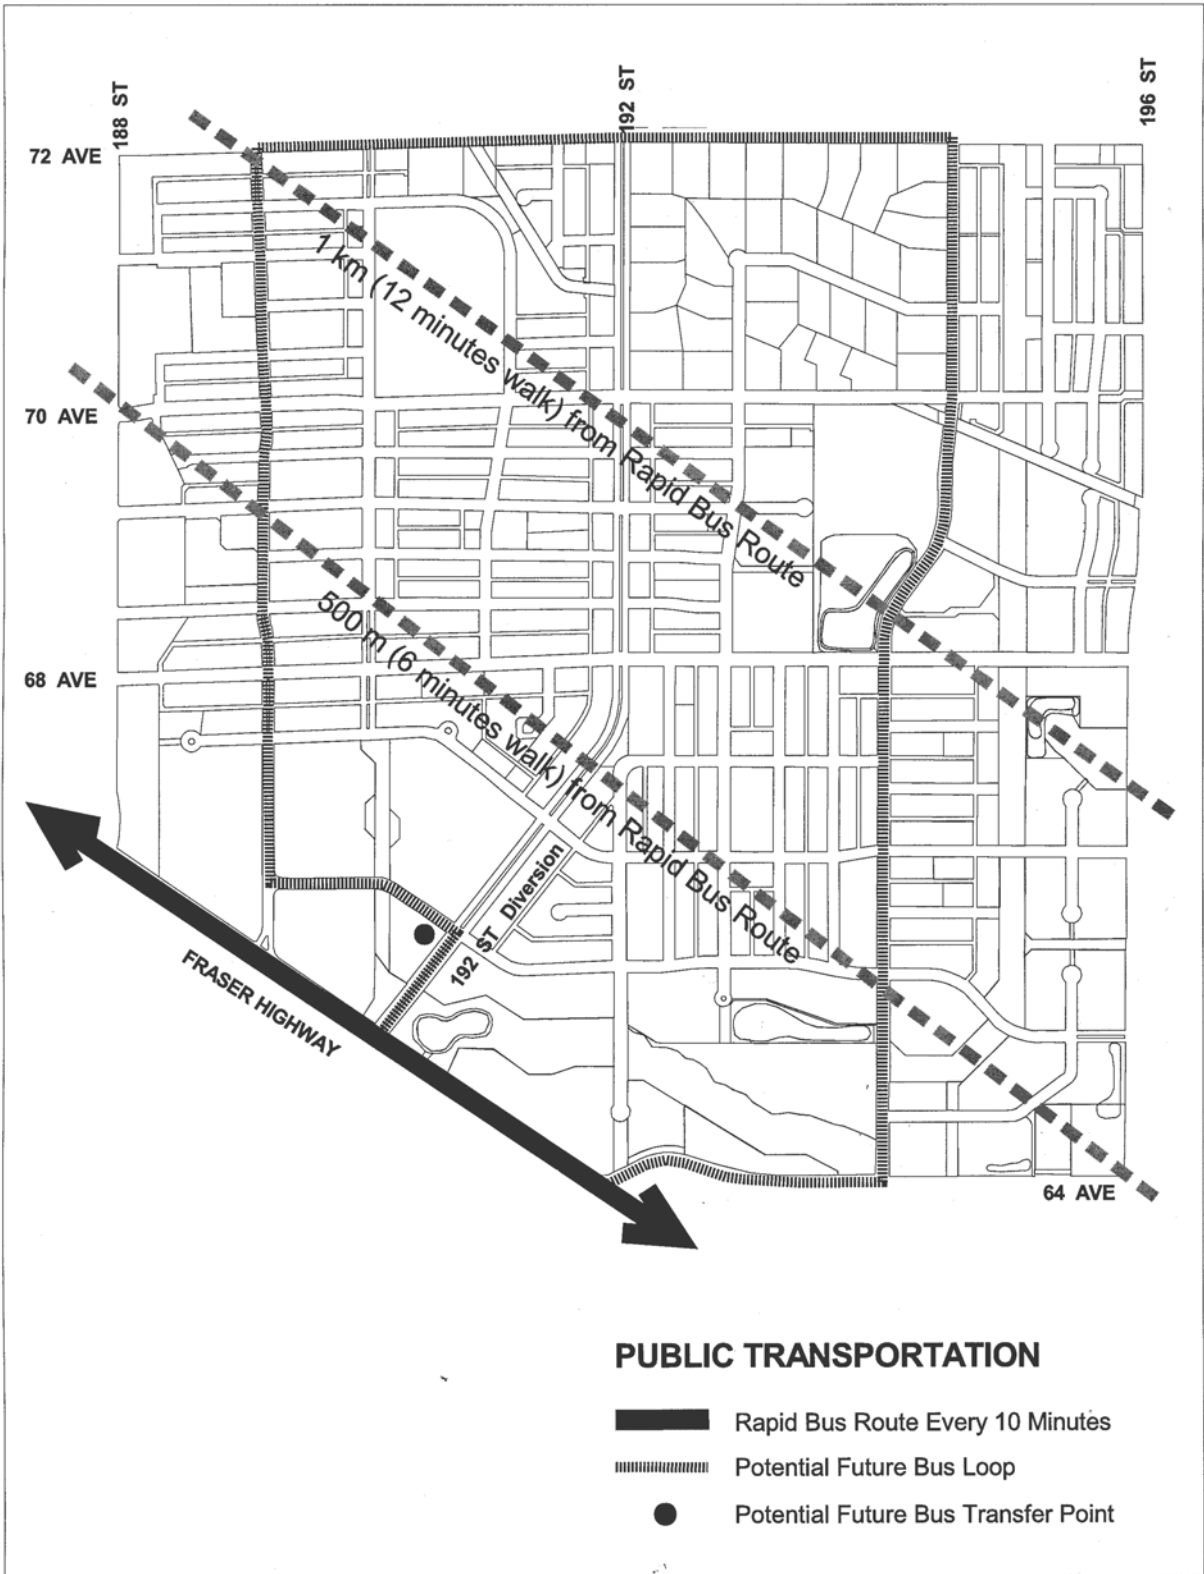 188 ST
192 ST
196 ST
72 AVE
1 km (12 minutes walk) from Rapid Bus Route
70 AVE
500 m (6 minutes walk) from Rapid Bus Route
68 AVE
192 ST Diversion
FRASER HIGHWAY
64 AVE
PUBLIC TRANSPORTATION
Rapid Bus Route Every 10 Minutes
Potential Future Bus Loop
Potential Future Bus Transfer Point